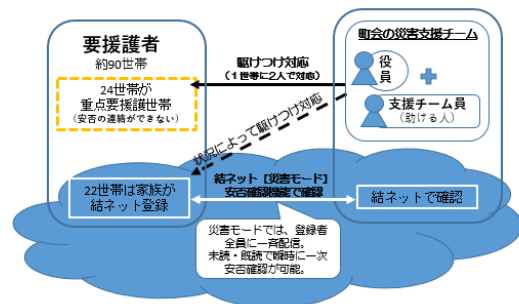 要援護者
約90世帯
24世帯が
重点要援護世帯
（安否の連絡ができない）
駆けつけ対応
（１世帯に2人で対応）
町会の災害支援チーム
役員
支援チーム員
（助ける人）
状況によって駆けつけ対応
結ネット【災害モード】
安否確認機能で確認
22世帯は家族が
結ネット登録
結ネットで確認
災害モードでは、登録者
全員に一斉配信。
未読・既読で瞬時に一次
安否確認が可能。